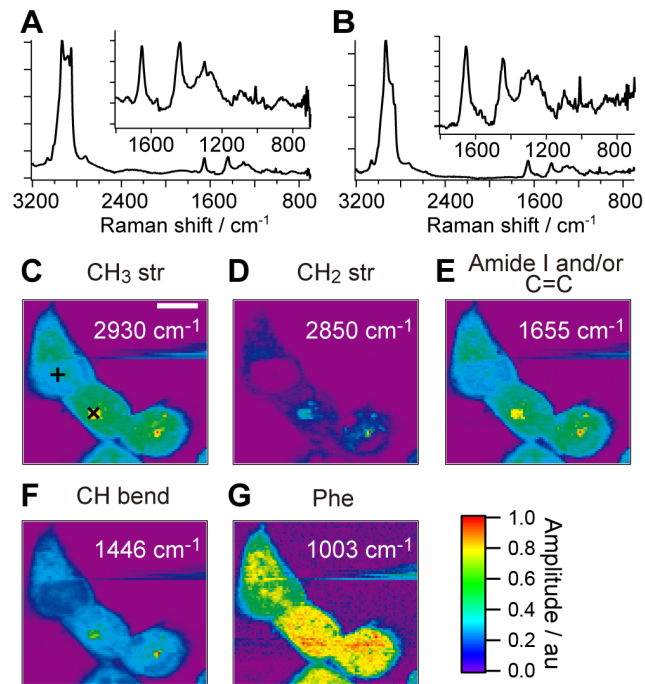 A
B
1600 1200 800
1600 1200 800
3200 2400 1600 800
3200 2400 1600 800
Raman shift / cm-1
Raman shift / cm-1
C CH3 str
D CH2 str
E Amide I and/or
C=C
2930 cm-1
2850 cm-1
1655 cm-1
+
×
F CH bend
G Phe
1446 cm-1
1003 cm-1
1.0
0.8
0.6
0.4
0.2
0.0
Amplitude / au